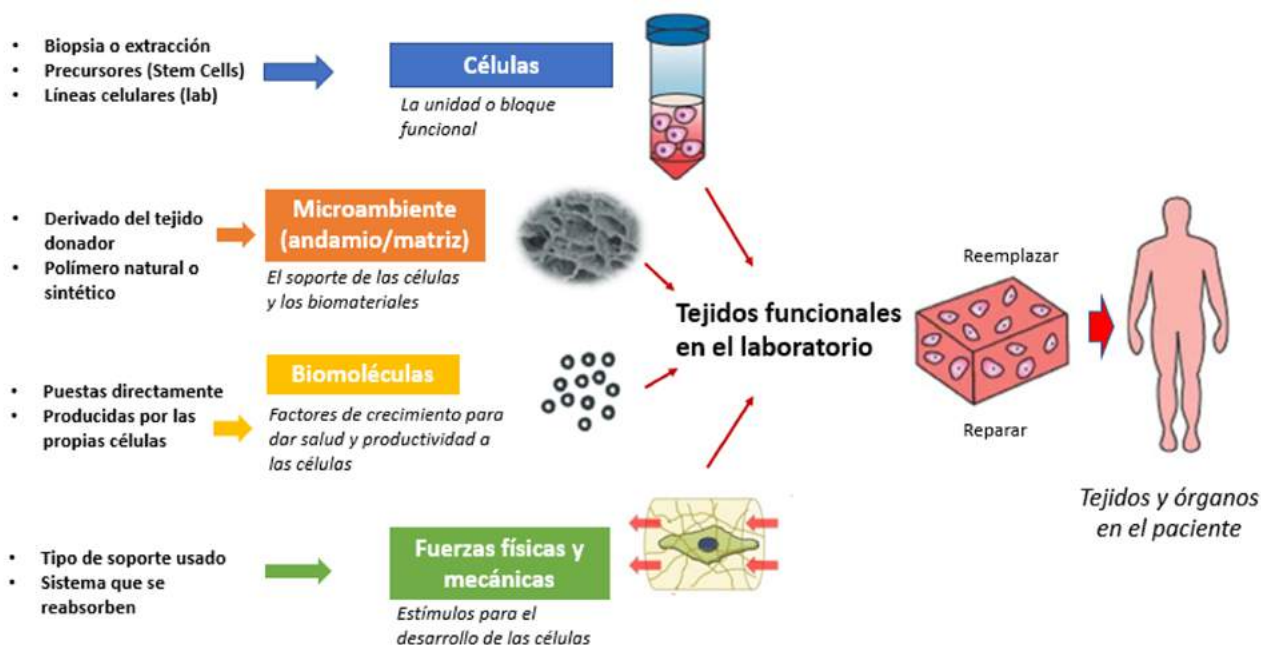 • Biopsia o extracción
• Precursores (Stem Cells)
• Líneas celulares (lab)
Células
La unidad o bloque
funcional
• Derivado del tejido
donador
• Polímero natural o
sintético
Microambiente
(andamio/matriz)
El soporte de las células
y los biomateriales
• Puestas directamente
• Producidas por las
propias células
Biomoléculas
Factores de crecimiento para
dar salud y productividad a
las células
• Tipo de soporte usado
• Sistema que se
reabsorben
Fuerzas físicas y
mecánicas
Estímulos para el
desarrollo de las células
Tejidos funcionales
en el laboratorio
Reemplazar
Reparar
Tejidos y órganos
en el paciente